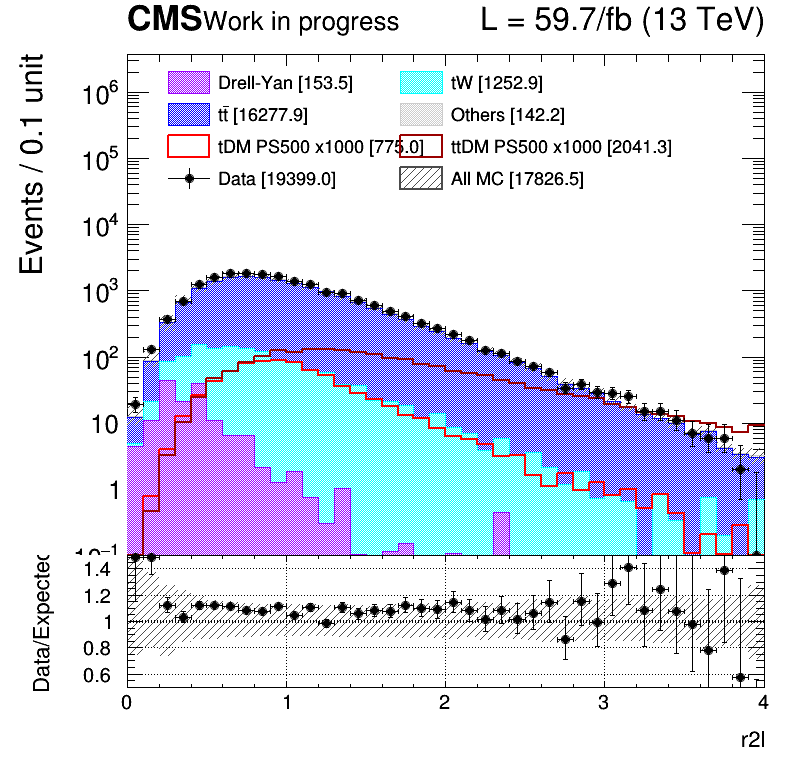 CMS Work in progress L = 59.7/fb (13 TeV)
Events / 0.1 unit
Drell-Yan [153.5] tW [1252.9]
tt̄ [16277.9] Others [142.2]
tDM PS500 x1000 [775.0] ttDM PS500 x1000 [2041.3]
Data [19399.0] All MC [17826.5]
10⁶
10⁵
10⁴
10³
10²
10
1
10⁻¹
Data/Expected
1.4
1.2
1
0.8
0.6
0 1 2 3 4
r2l